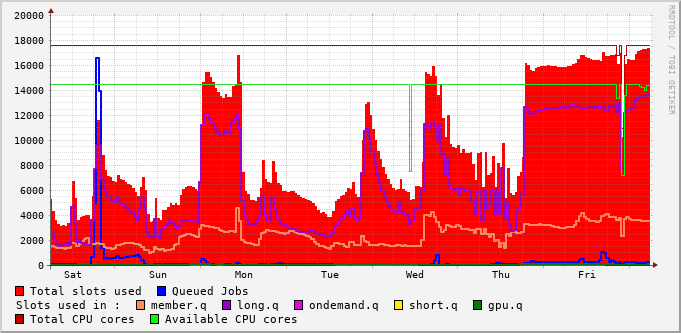 20000
18000
16000
14000
12000
10000
8000
6000
4000
2000
0
Sat Sun Mon Tue Wed Thu Fri
RRDTOOL / TOBI OETIKER
Total slots used Queued Jobs
Slots used in : member.q long.q ondemand.q short.q gpu.q
Total CPU cores Available CPU cores